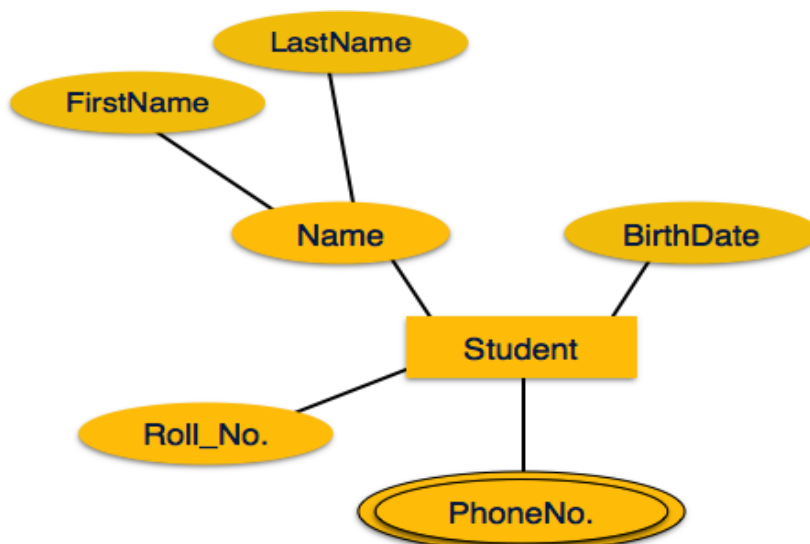 LastName
FirstName
Name
BirthDate
Student
Roll_No.
PhoneNo.